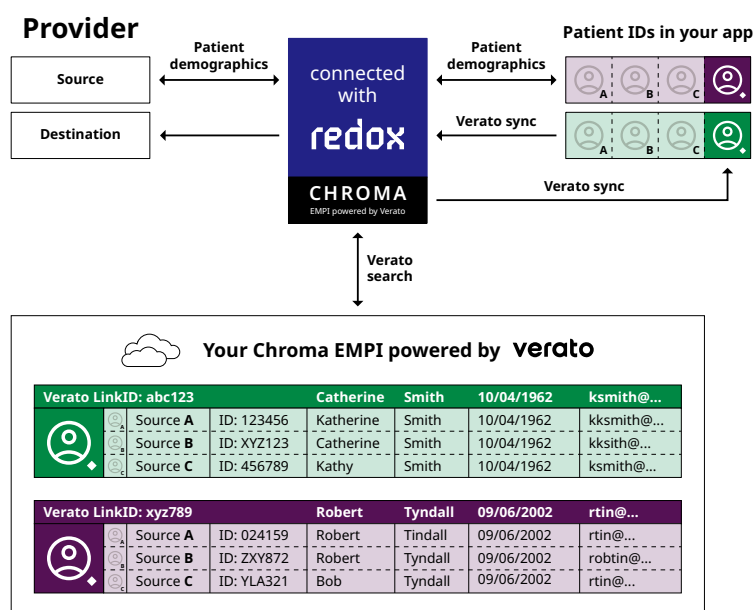 Provider
Patient IDs in your app
Source
Patient
demographics
connected
with
redox
Patient
demographics
A
B
C
Destination
Verato sync
A
B
C
CHROMA
EMPI powered by Verato
Verato sync
Verato
search
Your Chroma EMPI powered by verato
Verato LinkID: abc123 Catherine Smith 10/04/1962 ksmith@...
A Source A ID: 123456 Katherine Smith 10/04/1962 kksmith@...
B Source B ID: XYZ123 Catherine Smith 10/04/1962 kksith@...
C Source C ID: 456789 Kathy Smith 10/04/1962 ksmith@...
Verato LinkID: xyz789 Robert Tyndall 09/06/2002 rtin@...
A Source A ID: 024159 Robert Tindall 09/06/2002 rtin@...
B Source B ID: ZXY872 Robert Tyndall 09/06/2002 robtin@...
C Source C ID: YLA321 Bob Tyndall 09/06/2002 rtin@...